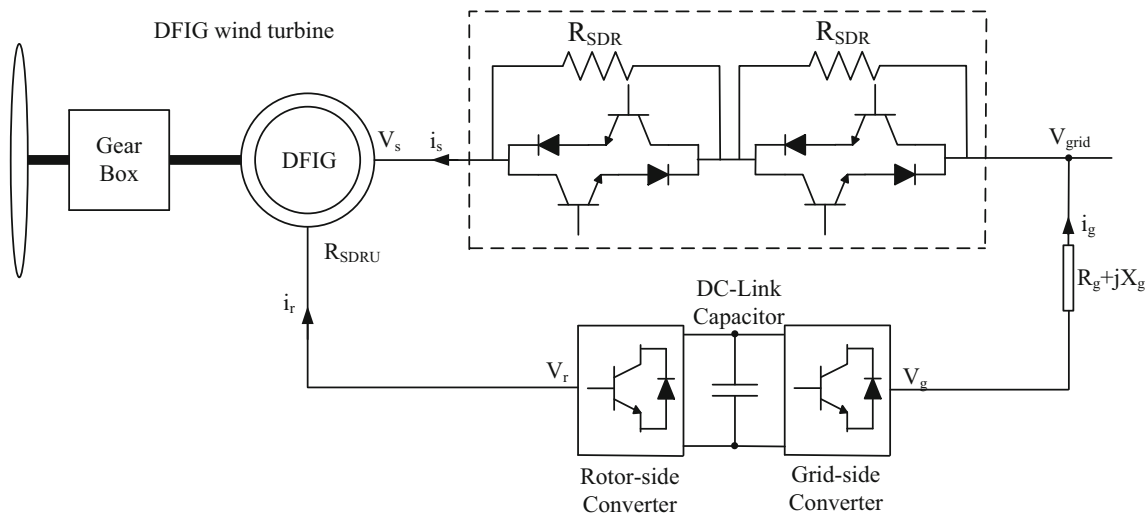 DFIG wind turbine
R_SDR
R_SDR
Gear
Box
DFIG
V_s
i_s
V_grid
R_SDRU
i_g
R_g+jX_g
i_r
DC-Link
Capacitor
V_r
V_g
Rotor-side
Converter
Grid-side
Converter